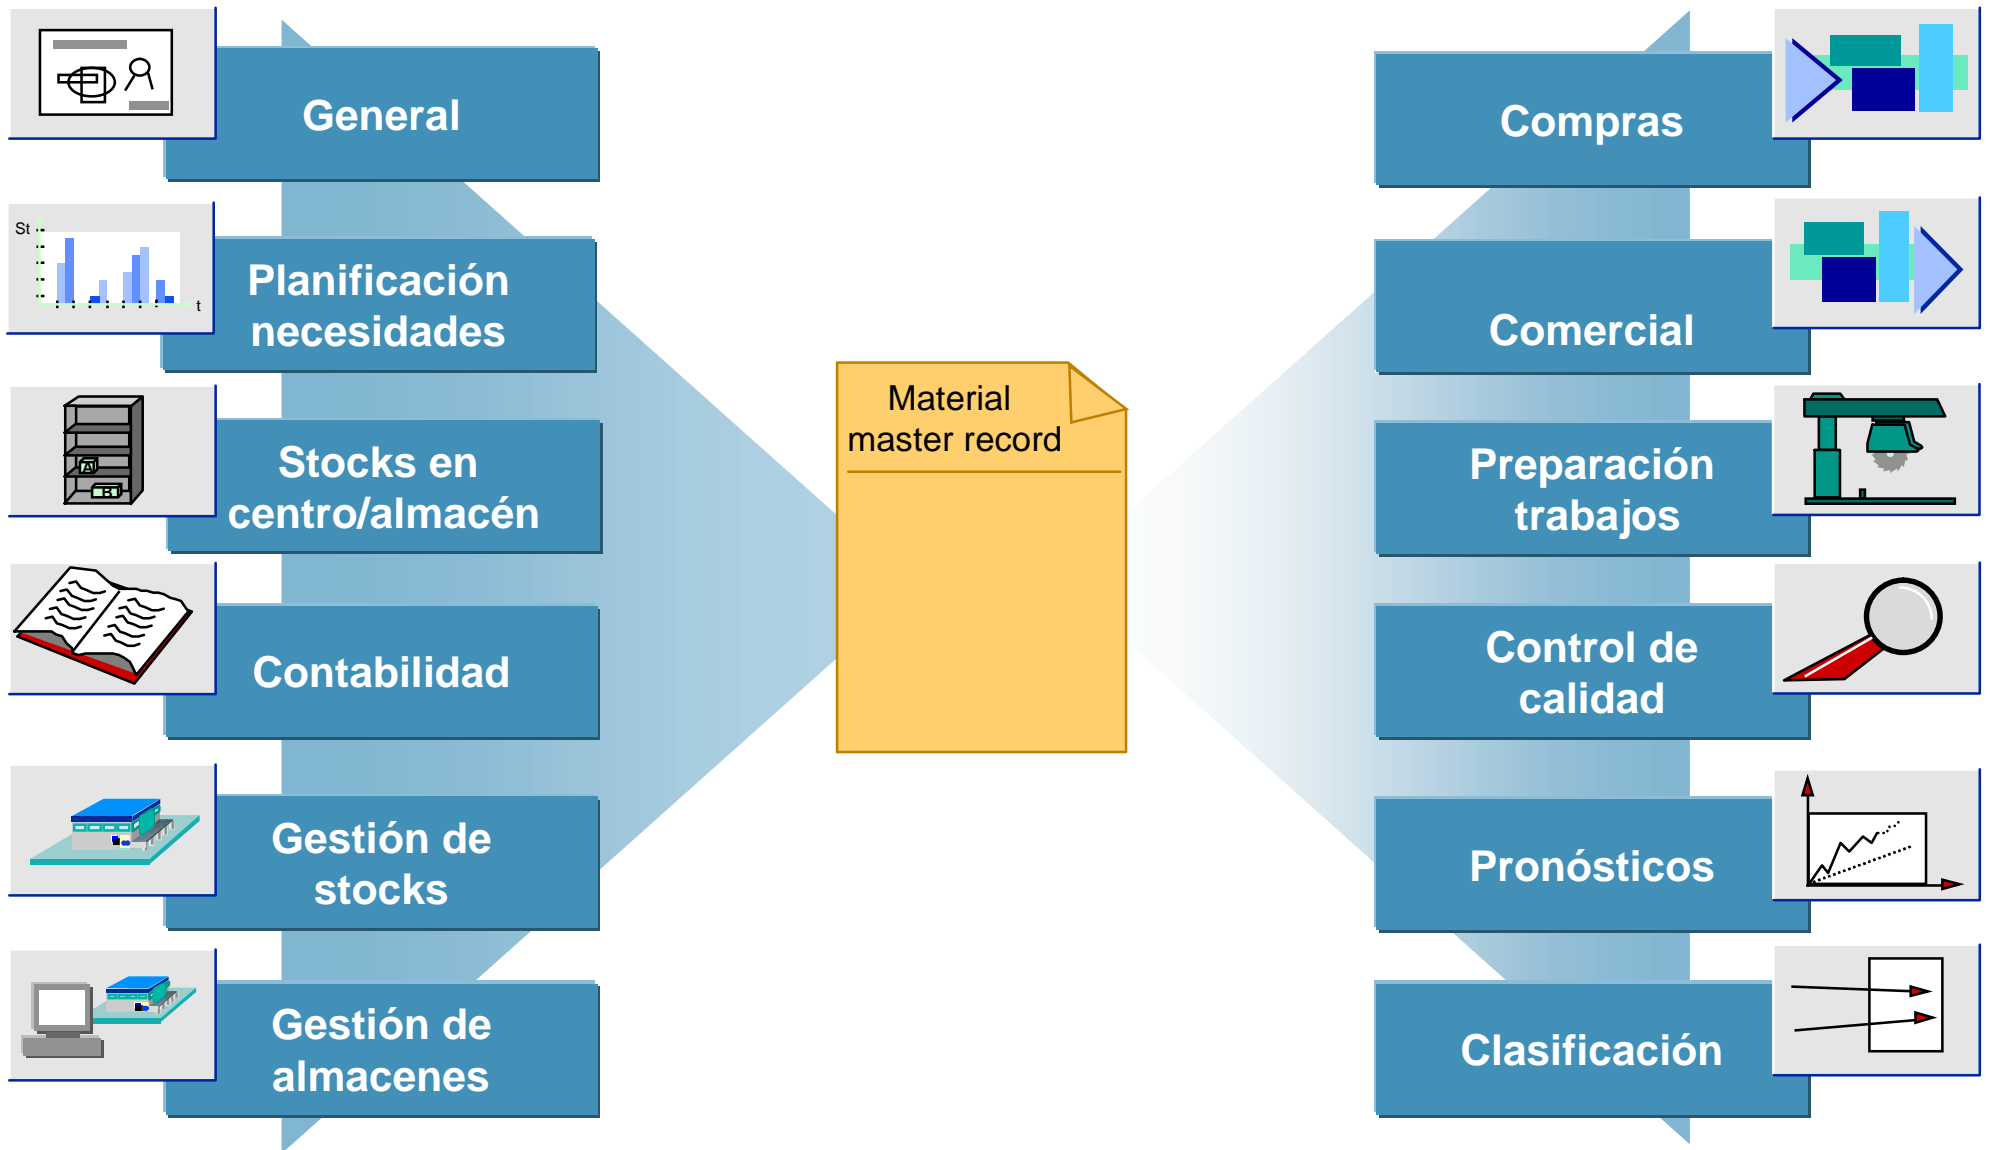 General
St
t
Planificación
necesidades
Stocks en
centro/almacén
A
B
Contabilidad
Gestión de
stocks
Gestión de
almacenes
Material
master record
Compras
Comercial
Preparación
trabajos
Control de
calidad
Pronósticos
Clasificación